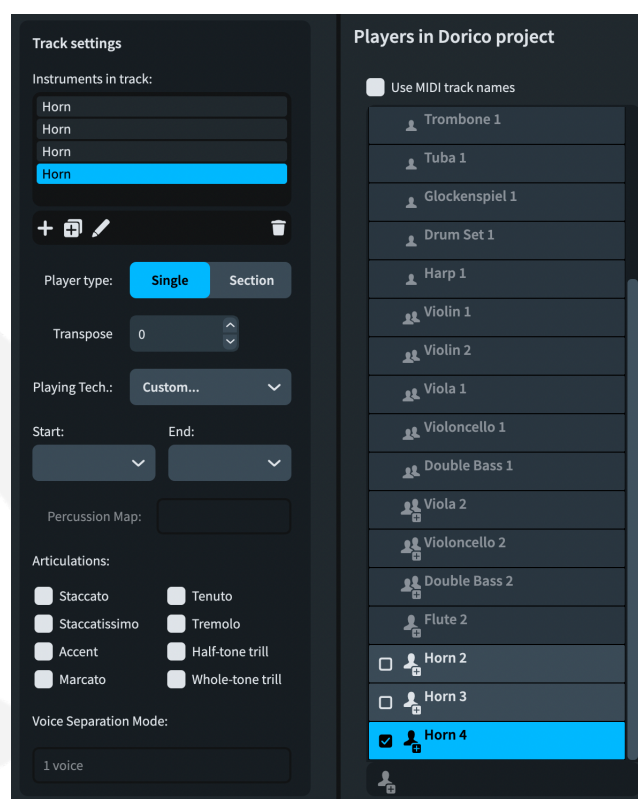 Track settings
Instruments in track:
Horn
Horn
Horn
Horn
Player type:
Single
Section
Transpose
0
Playing Tech.:
Custom...
Start:
End:
Percussion Map:
Articulations:
Staccato
Tenuto
Staccatissimo
Tremolo
Accent
Half-tone trill
Marcato
Whole-tone trill
Voice Separation Mode:
1 voice
Players in Dorico project
Use MIDI track names
Trombone 1
Tuba 1
Glockenspiel 1
Drum Set 1
Harp 1
Violin 1
Violin 2
Viola 1
Violoncello 1
Double Bass 1
Viola 2
Violoncello 2
Double Bass 2
Flute 2
Horn 2
Horn 3
Horn 4